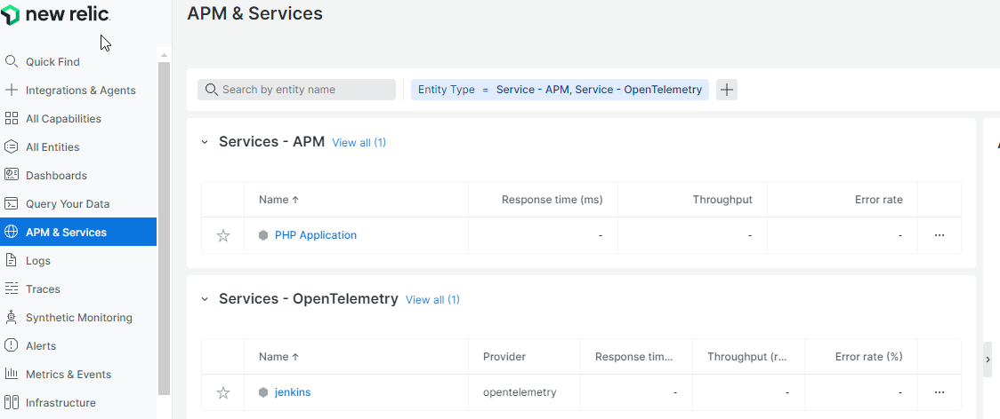 new relic.
APM & Services
Quick Find
Integrations & Agents
All Capabilities
All Entities
Dashboards
Query Your Data
APM & Services
Logs
Traces
Synthetic Monitoring
Alerts
Metrics & Events
Infrastructure
Search by entity name
Entity Type = Service - APM, Service - OpenTelemetry +
Services - APM View all (1)
Name ↑ Response time (ms) Throughput Error rate
PHP Application - - - ...
Services - OpenTelemetry View all (1)
Name ↑ Provider Response tim... Throughput (r... Error rate (%)
jenkins opentelemetry - - - ...